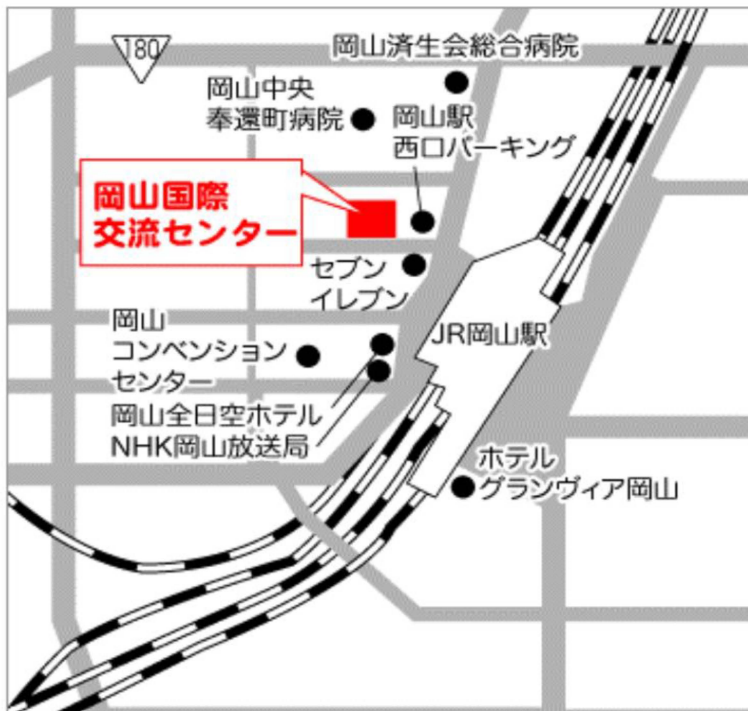 180
岡山済生会総合病院
岡山中央
奉還町病院
岡山駅
西口パーキング
岡山国際
交流センター
セブン
イレブン
JR岡山駅
岡山
コンベンション
センター
岡山全日空ホテル
NHK岡山放送局
ホテル
グランヴィア岡山